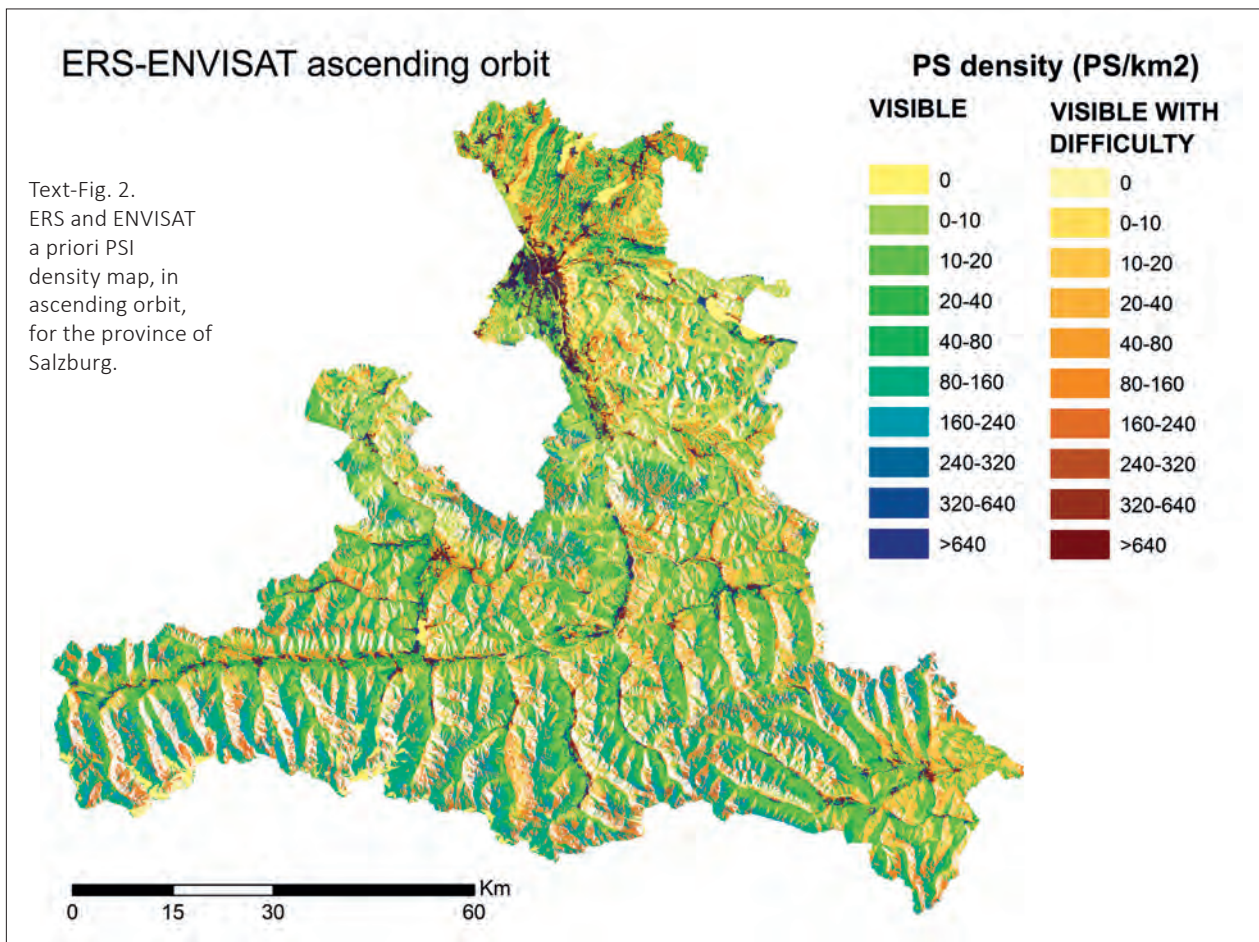 ERS-ENVISAT ascending orbit
Text-Fig. 2.
ERS and ENVISAT
a priori PSI
density map, in
ascending orbit,
for the province of
Salzburg.
PS density (PS/km2)
VISIBLE
0
0-10
10-20
20-40
40-80
80-160
160-240
240-320
320-640
>640
VISIBLE WITH
DIFFICULTY
0
0-10
10-20
20-40
40-80
80-160
160-240
240-320
320-640
>640
Km
0 15 30 60